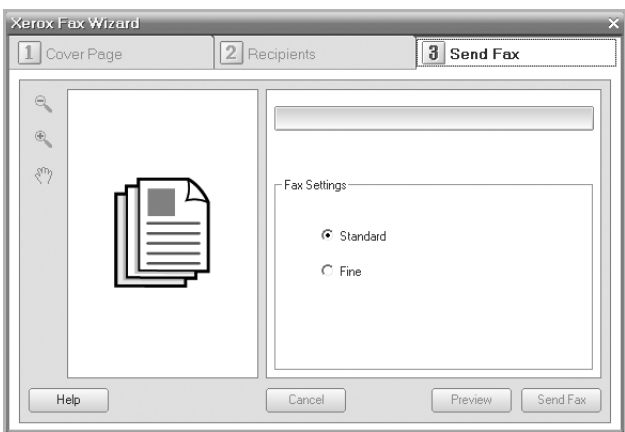 Xerox Fax Wizard
1 Cover Page 2 Recipients 3 Send Fax
Fax Settings
Standard
Fine
Help Cancel Preview Send Fax